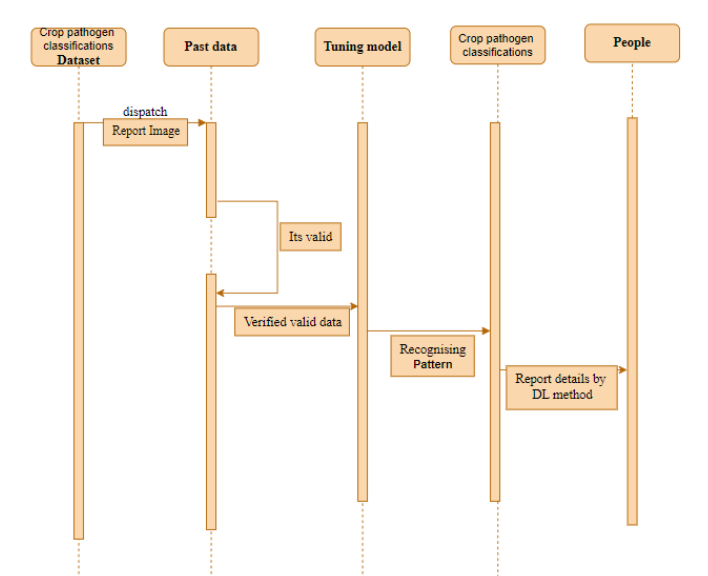 Crop pathogen
classifications
Dataset
Past data
Tuning model
Crop pathogen
classifications
People
dispatch
Report Image
Its valid
Verified valid data
Recognising
Pattern
Report details by
DL method